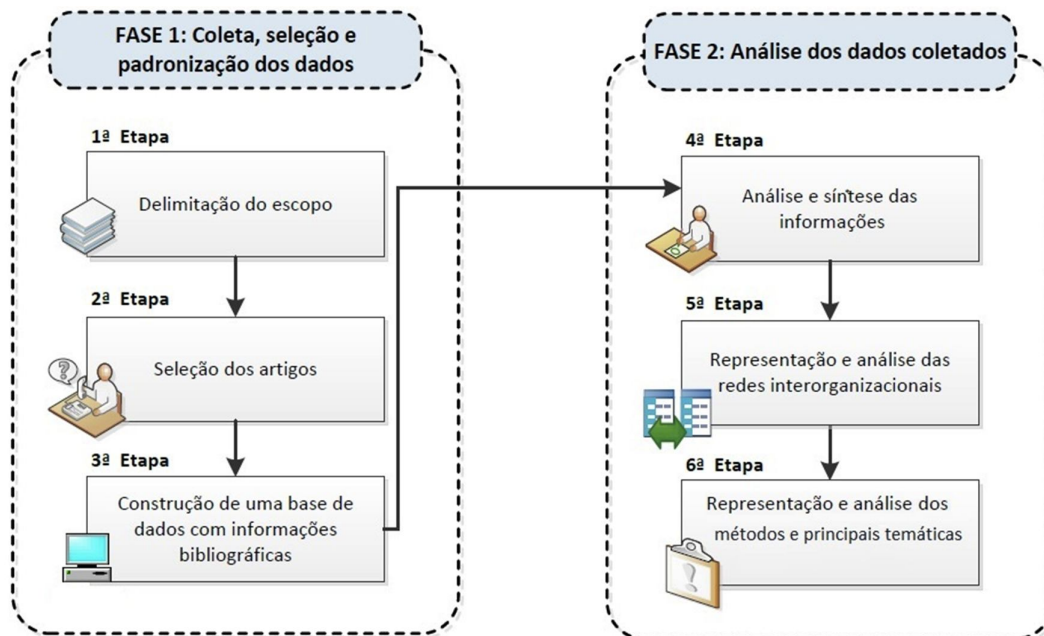 FASE 1: Coleta, seleção e
padronização dos dados
1ª Etapa
Delimitação do escopo
2ª Etapa
Seleção dos artigos
3ª Etapa
Construção de uma base de
dados com informações
bibliográficas
FASE 2: Análise dos dados coletados
4ª Etapa
Análise e síntese das
informações
5ª Etapa
Representação e análise das
redes interorganizacionais
6ª Etapa
Representação e análise dos
métodos e principais temáticas